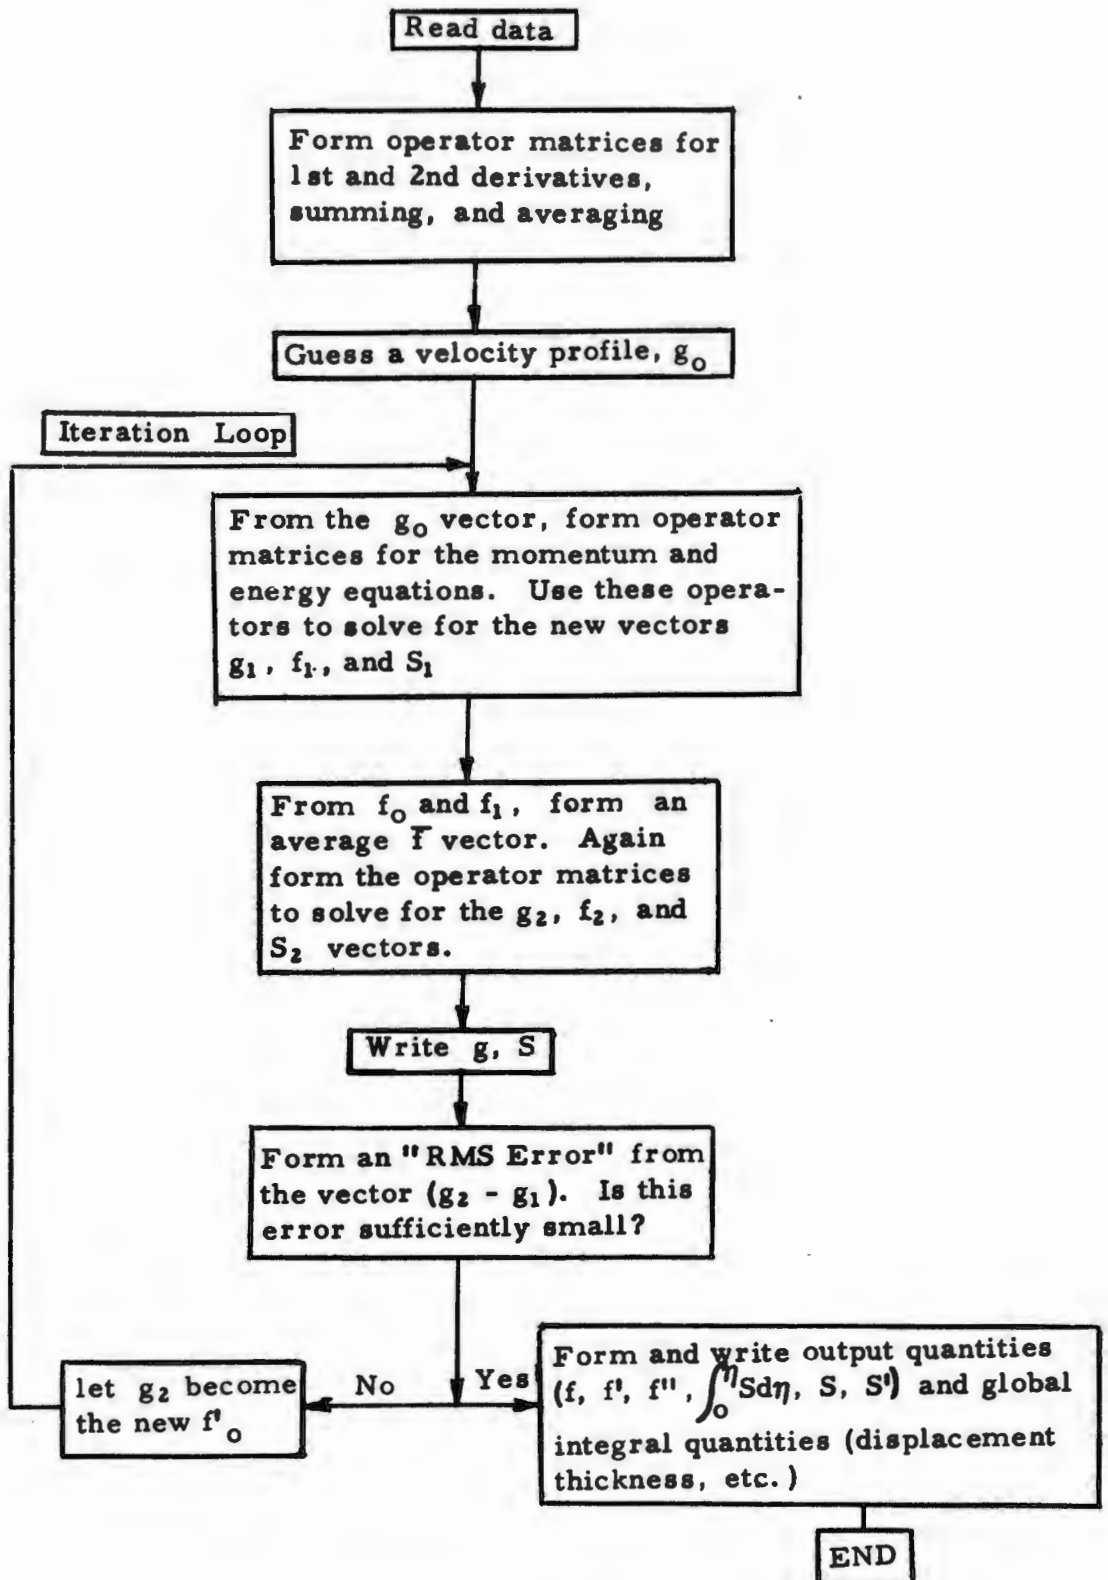 Read data
Form operator matrices for
1st and 2nd derivatives,
summing, and averaging
Guess a velocity profile, g₀
Iteration Loop
From the g₀ vector, form operator
matrices for the momentum and
energy equations. Use these opera-
tors to solve for the new vectors
g₁, f₁, and S₁
From f₀ and f₁, form an
average f̅ vector. Again
form the operator matrices
to solve for the g₂, f₂, and
S₂ vectors.
Write g, S
Form an "RMS Error" from
the vector (g₂ - g₁). Is this
error sufficiently small?
No
Yes
let g₂ become
the new f'₀
Form and write output quantities
(f, f', f'', ∫₀^η Sdη, S, S') and global
integral quantities (displacement
thickness, etc.)
END